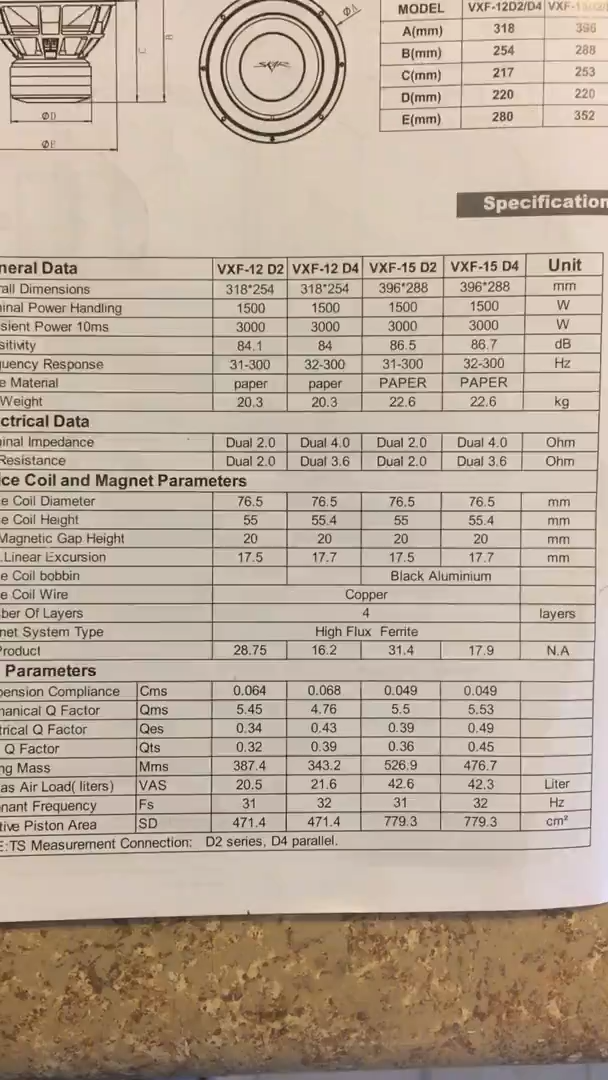 MODEL VXF-12D2/D4
A(mm) 318 396
B(mm) 254 288
C(mm) 217 253
D(mm) 220 220
E(mm) 280 352
C
ØA
SKAR
ØD
ØE
Specification
neral Data VXF-12 D2 VXF-12 D4 VXF-15 D2 VXF-15 D4 Unit
rall Dimensions 318*254 318*254 396*288 396*288 mm
inal Power Handling 1500 1500 1500 1500 W
sient Power 10ms 3000 3000 3000 3000 W
sitivity 84.1 84 86.5 86.7 dB
quency Response 31-300 32-300 31-300 32-300 Hz
e Material paper paper PAPER PAPER
Weight 20.3 20.3 22.6 22.6 kg
ctrical Data
inal Impedance Dual 2.0 Dual 4.0 Dual 2.0 Dual 4.0 Ohm
Resistance Dual 2.0 Dual 3.6 Dual 2.0 Dual 3.6 Ohm
ice Coil and Magnet Parameters
e Coil Diameter 76.5 76.5 76.5 76.5 mm
e Coil Height 55 55.4 55 55.4 mm
Magnetic Gap Height 20 20 20 20 mm
.Linear Excursion 17.5 17.7 17.5 17.7 mm
e Coil bobbin Black Aluminium
e Coil Wire Copper
ber Of Layers 4 layers
net System Type High Flux Ferrite
Product 28.75 16.2 31.4 17.9 N.A
Parameters
pension Compliance Cms 0.064 0.068 0.049 0.049
hanical Q Factor Qms 5.45 4.76 5.5 5.53
trical Q Factor Qes 0.34 0.43 0.39 0.49
Q Factor Qts 0.32 0.39 0.36 0.45
ng Mass Mms 387.4 343.2 526.9 476.7
as Air Load( liters) VAS 20.5 21.6 42.6 42.3 Liter
nant Frequency Fs 31 32 31 32 Hz
tive Piston Area SD 471.4 471.4 779.3 779.3 cm²
E:TS Measurement Connection: D2 series, D4 parallel.